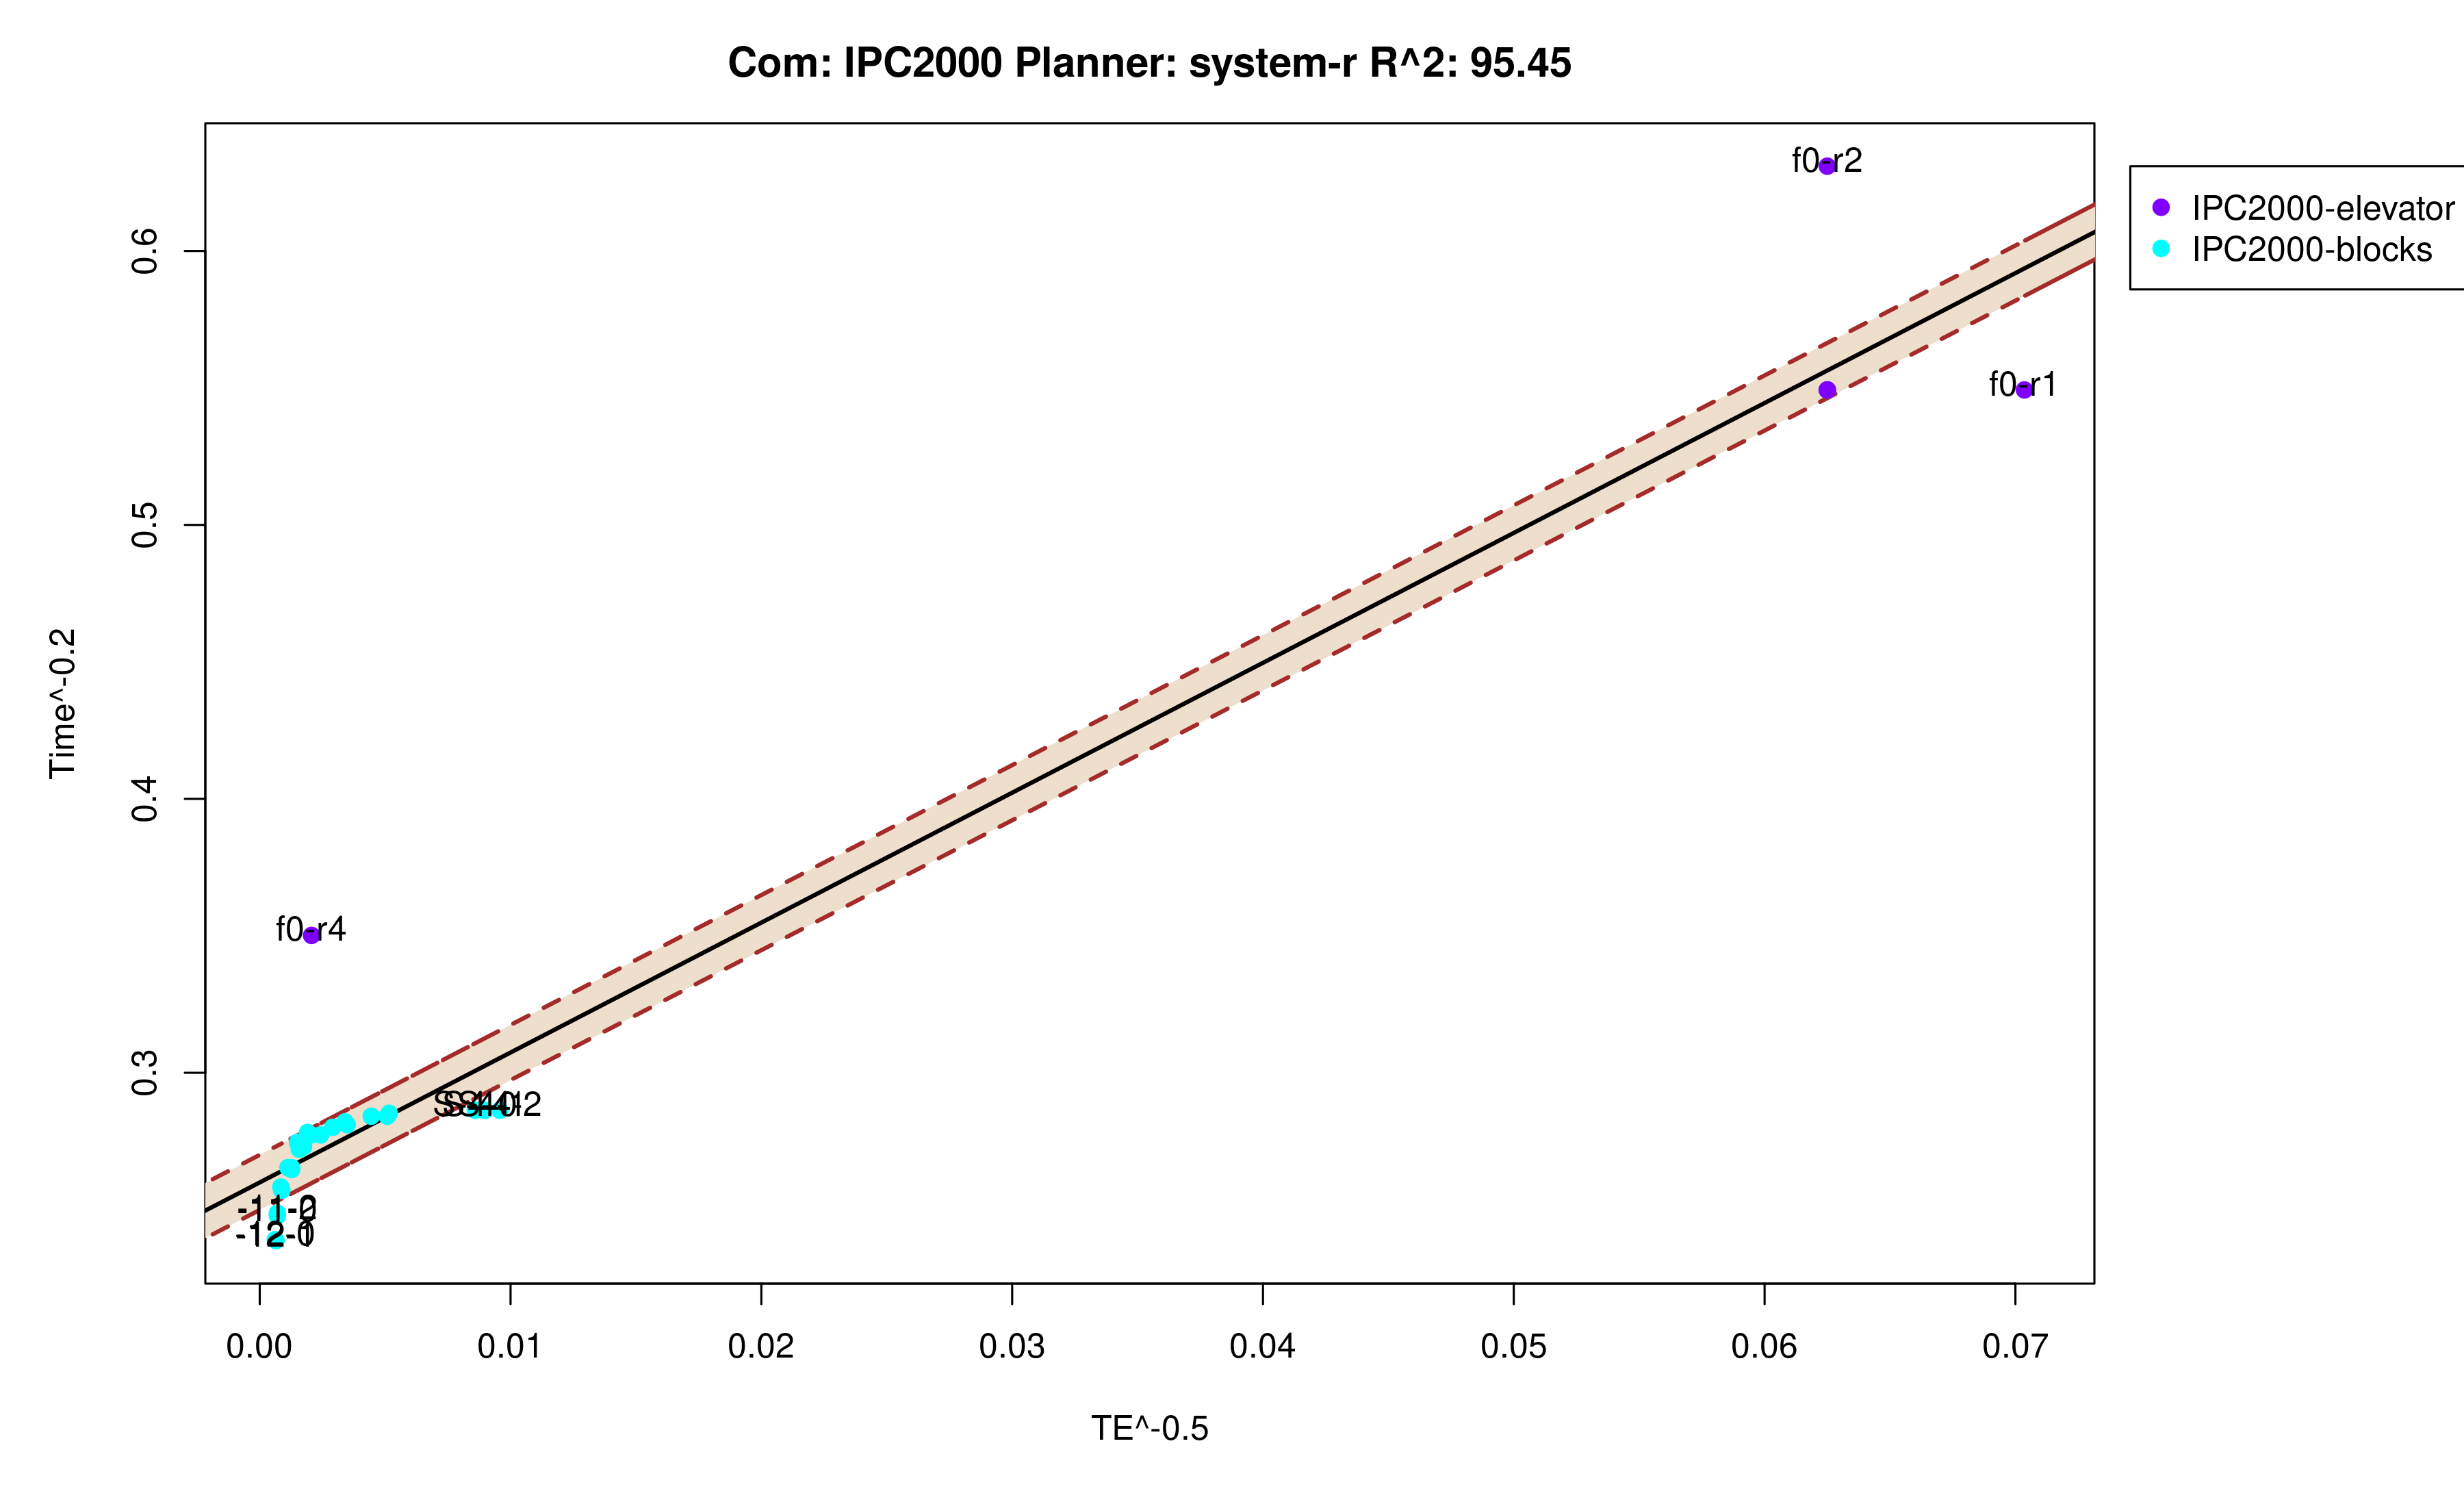 Com: IPC2000 Planner: system-r R^2: 95.45
f0-r2
IPC2000-elevator
IPC2000-blocks
0.6
f0-r1
0.5
Time^-0.2
0.4
f0-r4
0.3
0.00 0.01 0.02 0.03 0.04 0.05 0.06 0.07
TE^-0.5